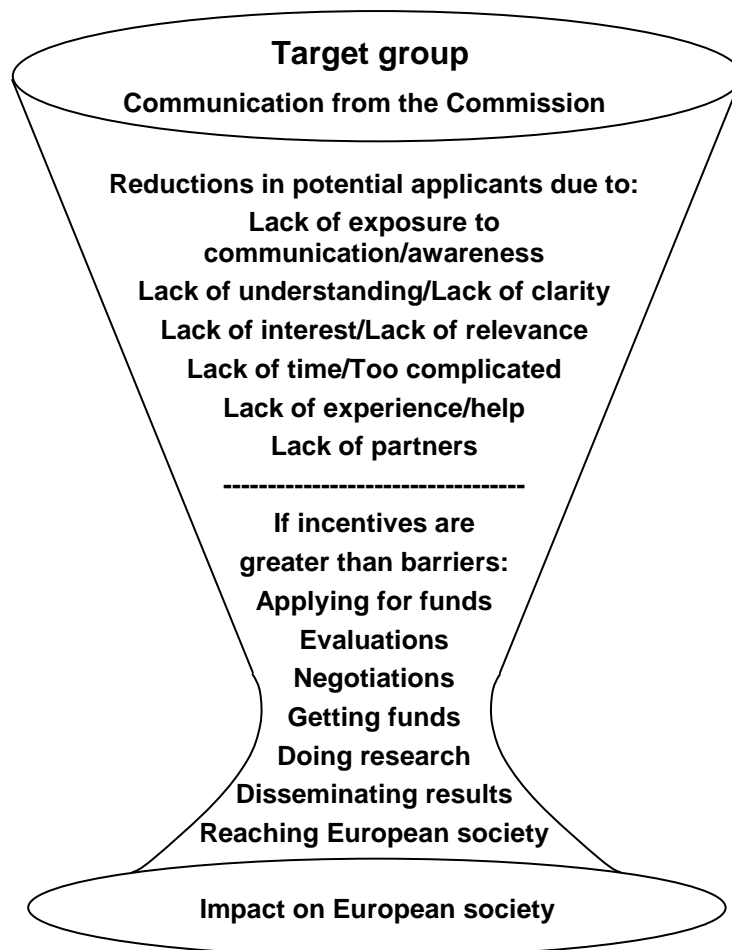 Target group
Communication from the Commission
Reductions in potential applicants due to:
Lack of exposure to
communication/awareness
Lack of understanding/Lack of clarity
Lack of interest/Lack of relevance
Lack of time/Too complicated
Lack of experience/help
Lack of partners
----------------------------------
If incentives are
greater than barriers:
Applying for funds
Evaluations
Negotiations
Getting funds
Doing research
Disseminating results
Reaching European society
Impact on European society